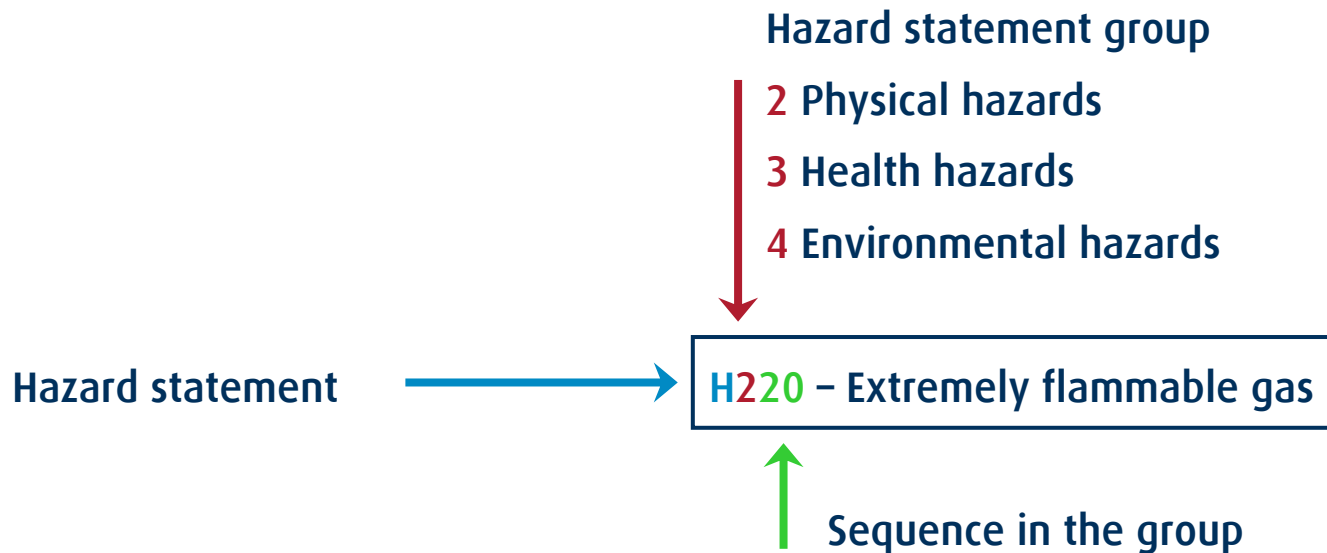 Hazard statement group
2 Physical hazards
3 Health hazards
4 Environmental hazards
Hazard statement
H220 – Extremely flammable gas
Sequence in the group